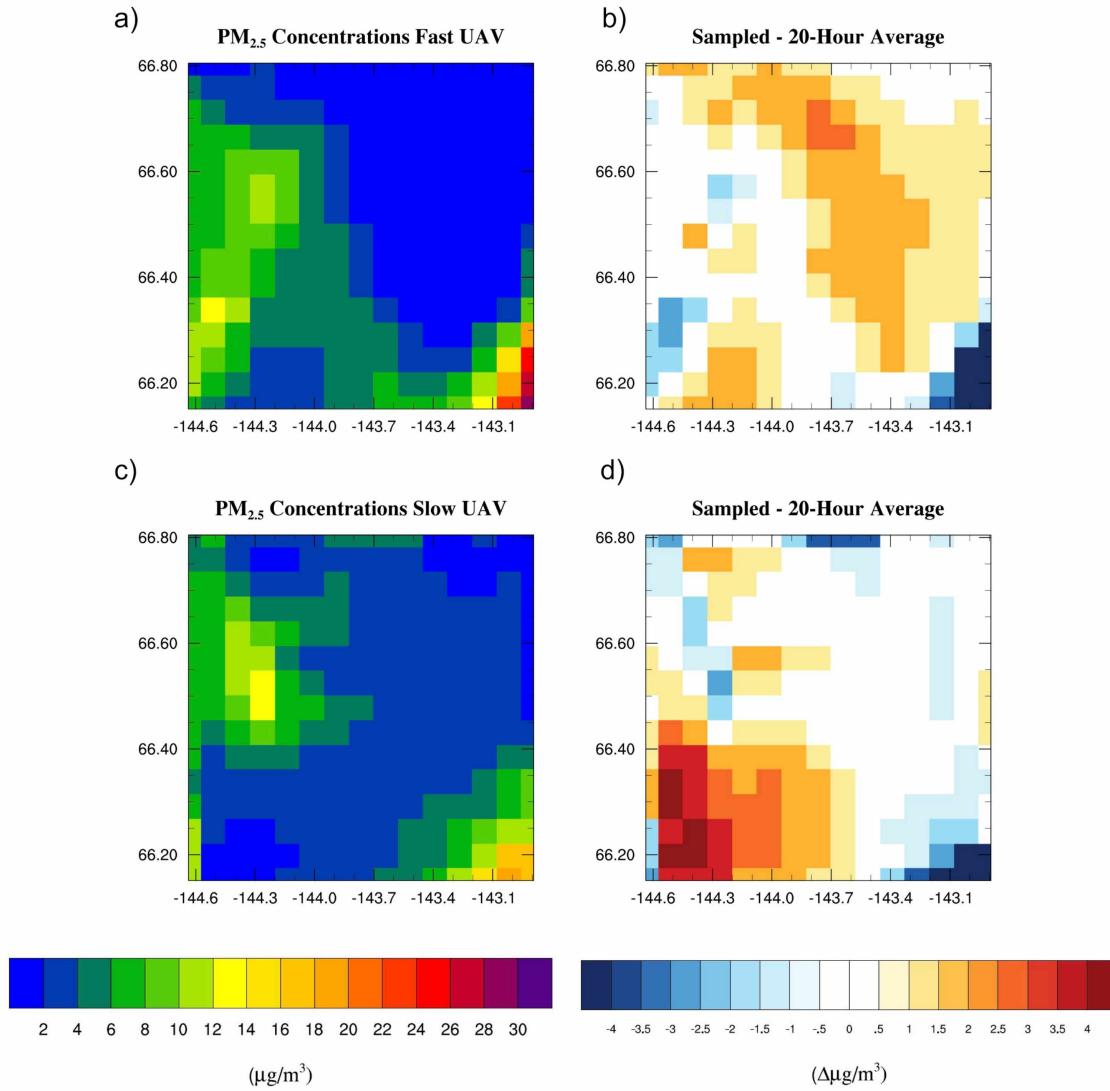 a)
PM2.5 Concentrations Fast UAV
66.80
66.60
66.40
66.20
-144.6 -144.3 -144.0 -143.7 -143.4 -143.1
b)
Sampled - 20-Hour Average
66.80
66.60
66.40
66.20
-144.6 -144.3 -144.0 -143.7 -143.4 -143.1
c)
PM2.5 Concentrations Slow UAV
66.80
66.60
66.40
66.20
-144.6 -144.3 -144.0 -143.7 -143.4 -143.1
d)
Sampled - 20-Hour Average
66.80
66.60
66.40
66.20
-144.6 -144.3 -144.0 -143.7 -143.4 -143.1
2 4 6 8 10 12 14 16 18 20 22 24 26 28 30
(μg/m³)
-4 -3.5 -3 -2.5 -2 -1.5 -1 -.5 0 .5 1 1.5 2 2.5 3 3.5 4
(Δμg/m³)